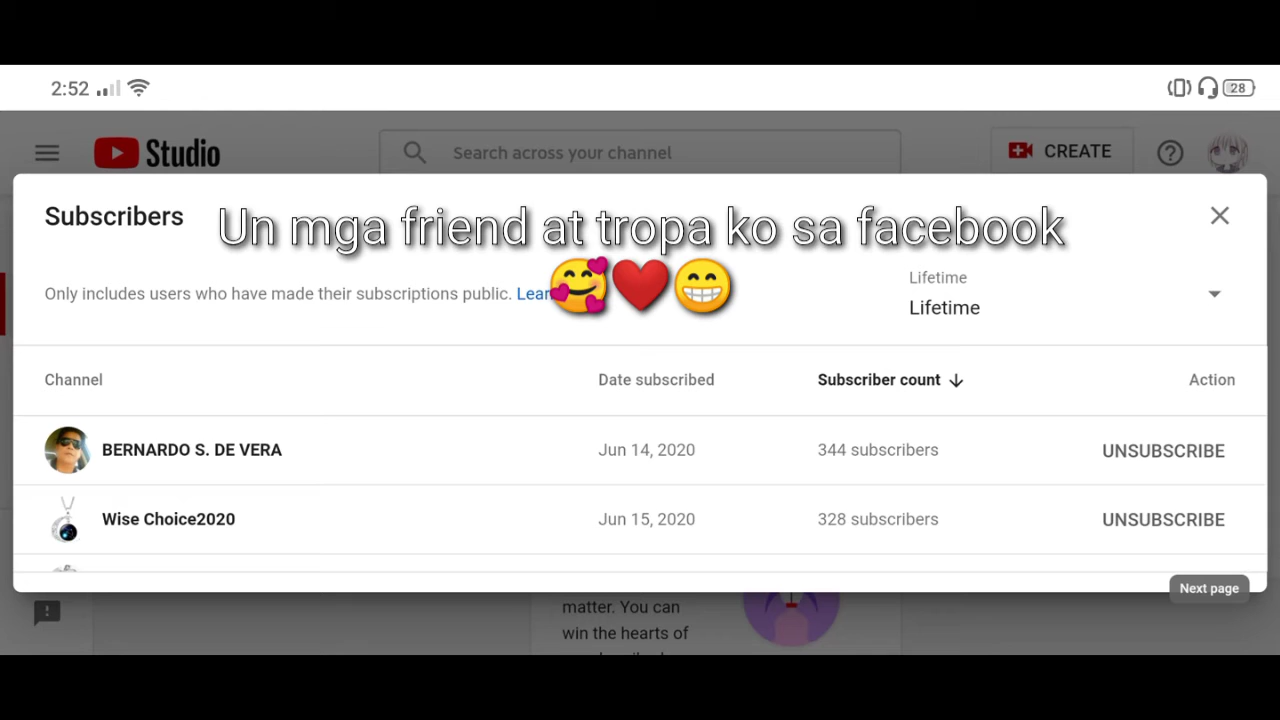 2:52
28
Studio
Search across your channel
CREATE
Subscribers
Un mga friend at tropa ko sa facebook
🥰❤️😁
Only includes users who have made their subscriptions public.
Lifetime
Lifetime
Channel Date subscribed Subscriber count Action
BERNARDO S. DE VERA Jun 14, 2020 344 subscribers UNSUBSCRIBE
Wise Choice2020 Jun 15, 2020 328 subscribers UNSUBSCRIBE
Next page
matter. You can
win the hearts of